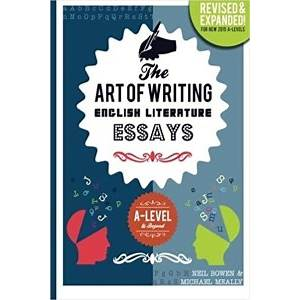 REVISED &
EXPANDED!
FOR NEW 2015 A-LEVELS
The
ART OF WRITING
ENGLISH LITERATURE
ESSAYS
A-LEVEL
& Beyond
NEIL BOWEN &
MICHAEL MEALLY